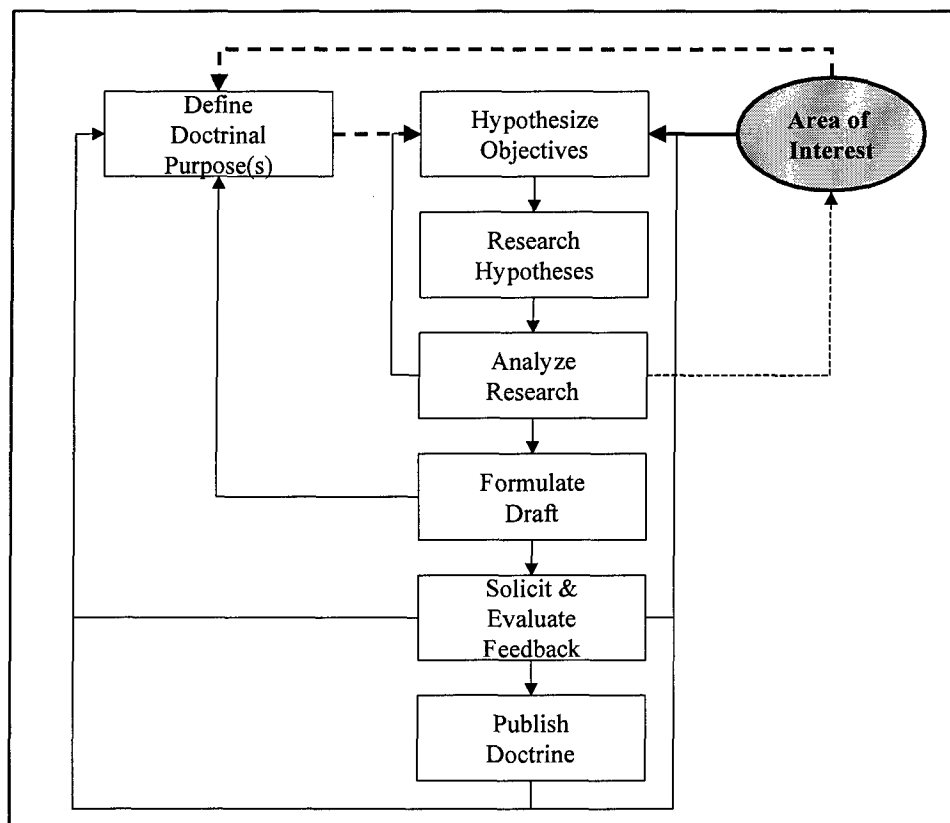 Define
Doctrinal
Purpose(s)
Hypothesize
Objectives
Area of
Interest
Research
Hypotheses
Analyze
Research
Formulate
Draft
Solicit &
Evaluate
Feedback
Publish
Doctrine